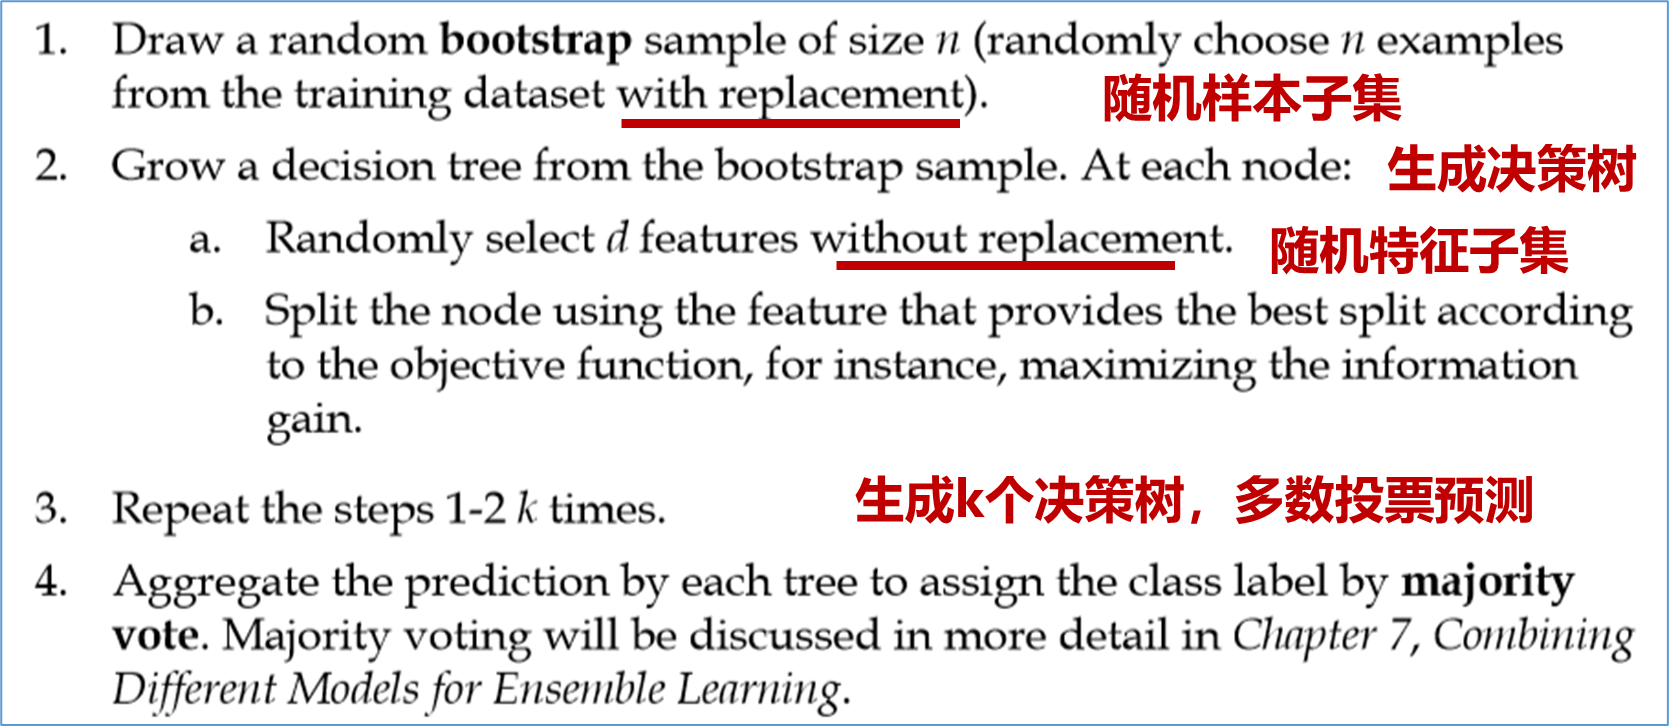 1. Draw a random bootstrap sample of size n (randomly choose n examples
from the training dataset with replacement).
随机样本子集
2. Grow a decision tree from the bootstrap sample. At each node:
生成决策树
a. Randomly select d features without replacement.
随机特征子集
b. Split the node using the feature that provides the best split according
to the objective function, for instance, maximizing the information
gain.
3. Repeat the steps 1-2 k times.
生成k个决策树，多数投票预测
4. Aggregate the prediction by each tree to assign the class label by majority
vote. Majority voting will be discussed in more detail in Chapter 7, Combining
Different Models for Ensemble Learning.